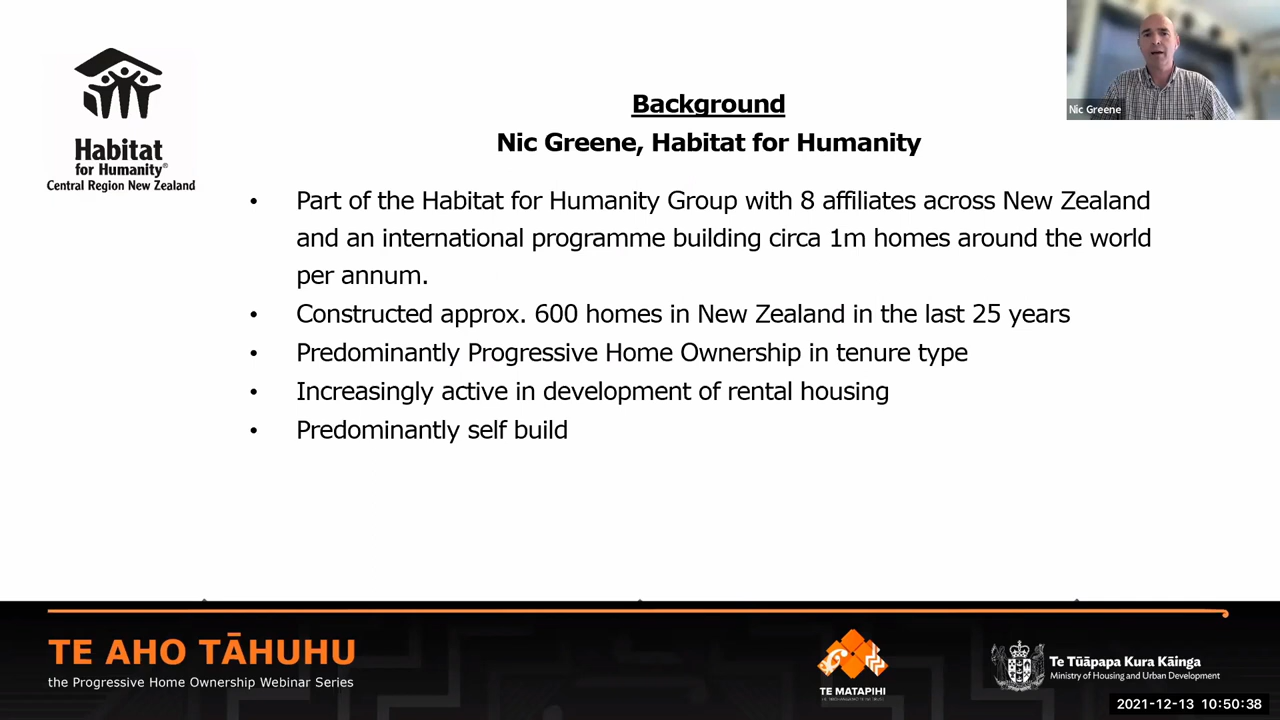 Habitat
for Humanity®
Central Region New Zealand
Nic Greene
Background
Nic Greene, Habitat for Humanity
• Part of the Habitat for Humanity Group with 8 affiliates across New Zealand
and an international programme building circa 1m homes around the world
per annum.
• Constructed approx. 600 homes in New Zealand in the last 25 years
• Predominantly Progressive Home Ownership in tenure type
• Increasingly active in development of rental housing
• Predominantly self build
TE AHO TĀHUHU
the Progressive Home Ownership Webinar Series
TE MATAPIHI
Te Tūāpapa Kura Kāinga
Ministry of Housing and Urban Development
2021-12-13 10:50:38